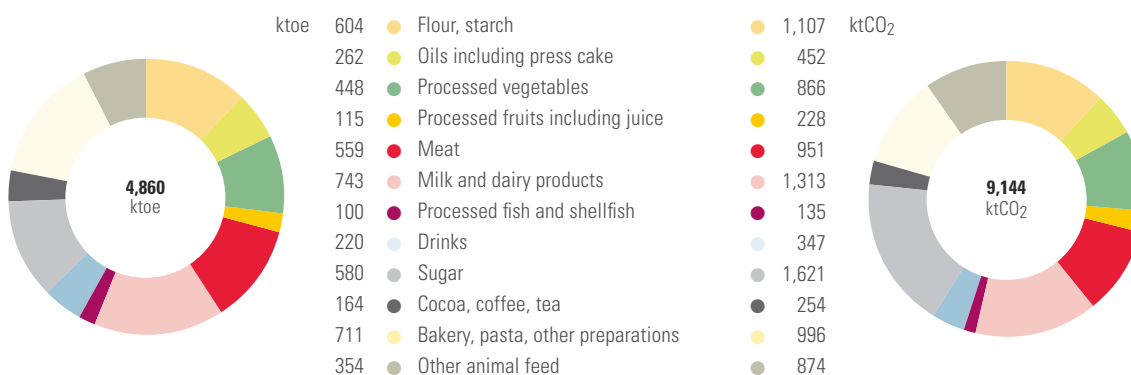 ktoe 604 Flour, starch 1,107 ktCO₂
262 Oils including press cake 452
448 Processed vegetables 866
115 Processed fruits including juice 228
559 Meat 951
743 Milk and dairy products 1,313
100 Processed fish and shellfish 135
220 Drinks 347
580 Sugar 1,621
164 Cocoa, coffee, tea 254
711 Bakery, pasta, other preparations 996
354 Other animal feed 874
4,860
ktoe
9,144
ktCO₂